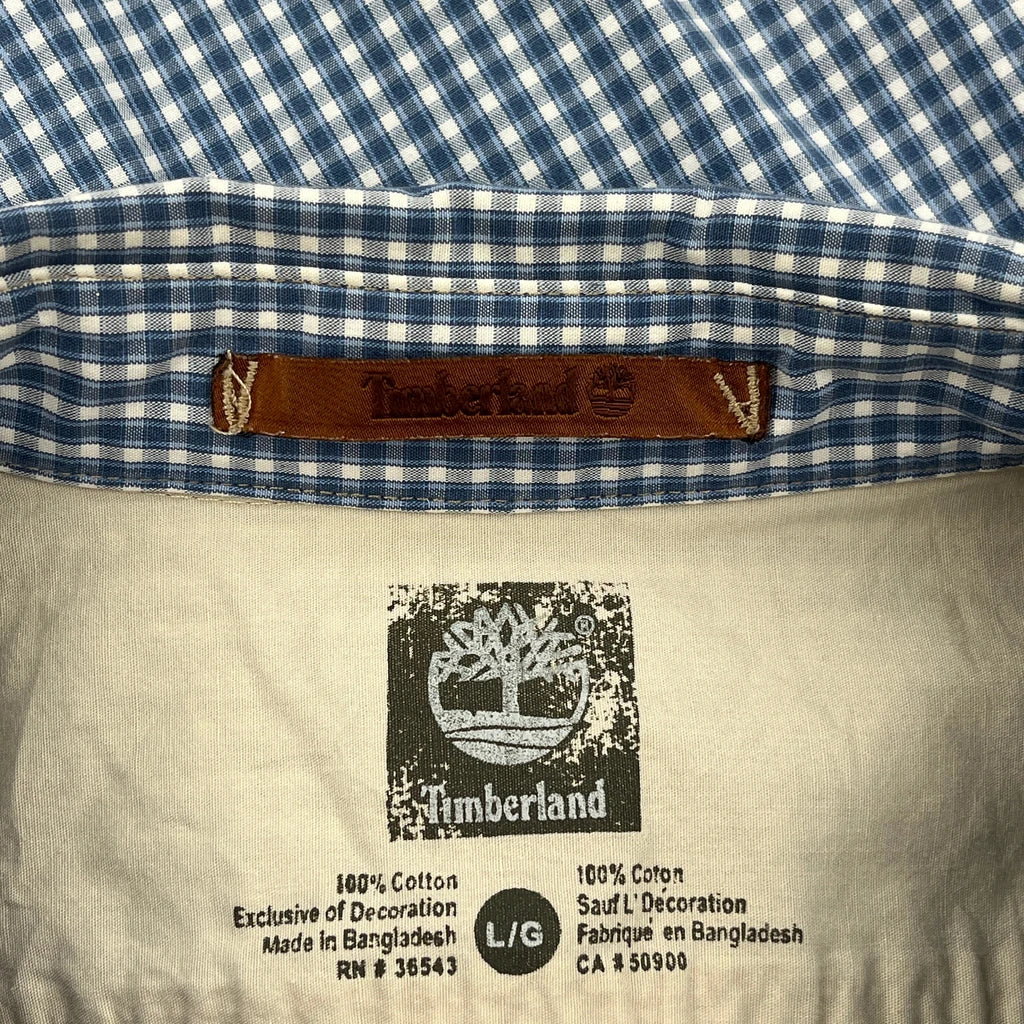 Timberland
®
Timberland
100% Cotton
Exclusive of Decoration
Made in Bangladesh
RN # 36543
L/G
100% Coton
Sauf L'Décoration
Fabriqué en Bangladesh
CA # 50900